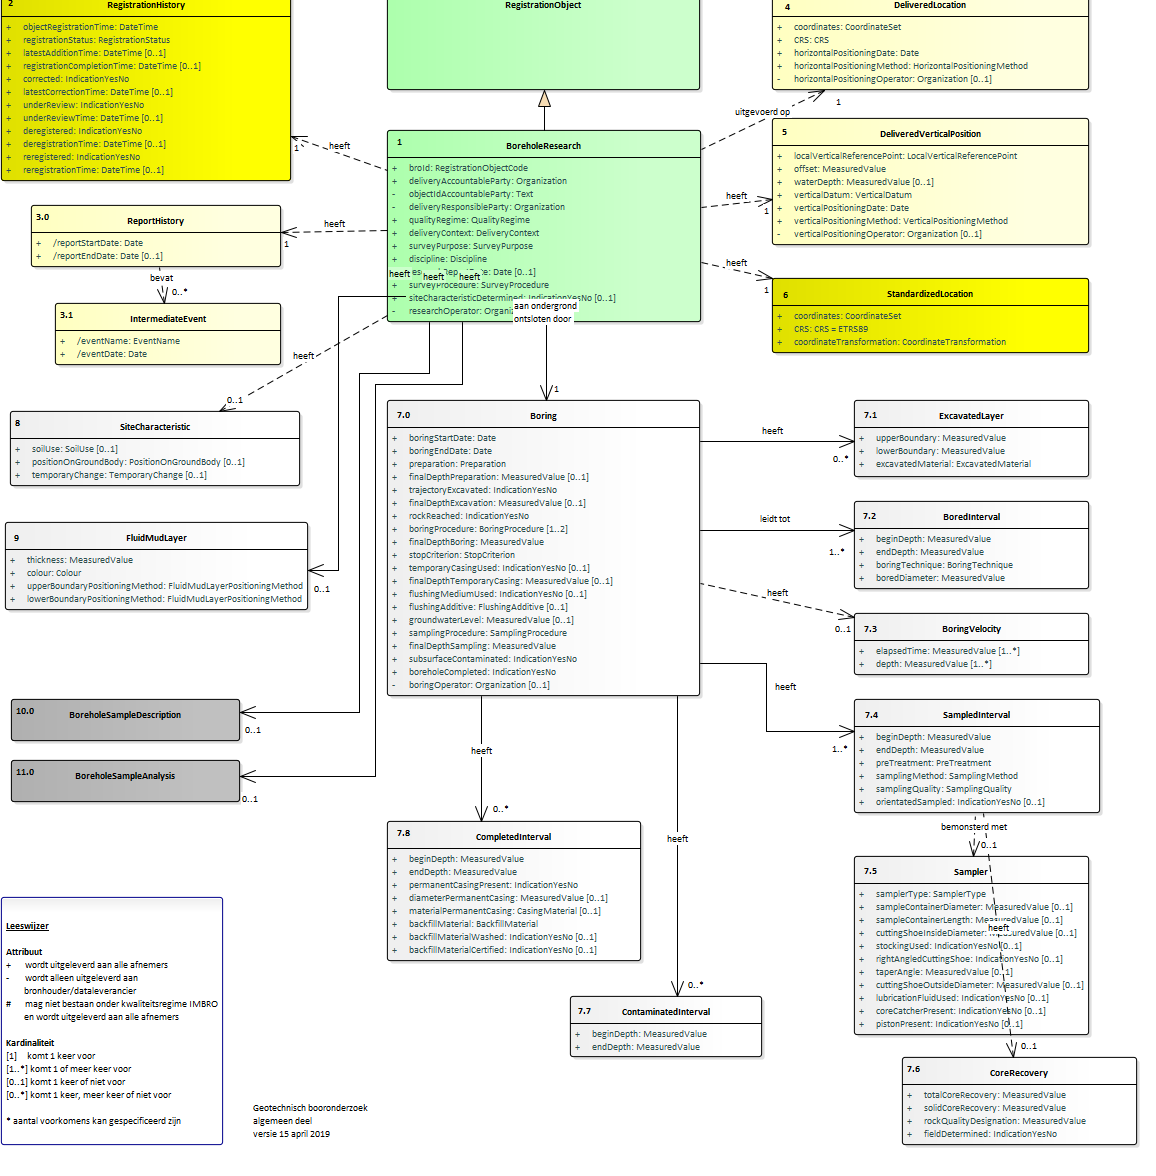 2
RegistrationHistory
+ objectRegistrationTime: DateTime
+ registrationStatus: RegistrationStatus
+ latestAdditionTime: DateTime [0..1]
+ registrationCompletionTime: DateTime [0..1]
+ corrected: IndicationYesNo
+ latestCorrectionTime: DateTime [0..1]
+ underReview: IndicationYesNo
+ underReviewTime: DateTime [0..1]
+ deregistered: IndicationYesNo
+ deregistrationTime: DateTime [0..1]
+ reregistered: IndicationYesNo
+ reregistrationTime: DateTime [0..1]
RegistrationObject
4
DeliveredLocation
+ coordinates: CoordinateSet
+ CRS: CRS
+ horizontalPositioningDate: Date
+ horizontalPositioningMethod: HorizontalPositioningMethod
- horizontalPositioningOperator: Organization [0..1]
uitgevoerd op
1
1
heeft
1
BoreholeResearch
+ broId: RegistrationObjectCode
+ deliveryAccountableParty: Organization
- objectIdAccountableParty: Text
- deliveryResponsibleParty: Organization
+ qualityRegime: QualityRegime
+ deliveryContext: DeliveryContext
+ surveyPurpose: SurveyPurpose
+ discipline: Discipline
Date [0..1]
+ surveyProcedure: SurveyProcedure
+ siteCharacteristicDetermined: IndicationYesNo [0..1]
- researchOperator:
heeft
heeft
heeft
aan ondergrond
ontsloten door
1
5
DeliveredVerticalPosition
+ localVerticalReferencePoint: LocalVerticalReferencePoint
+ offset: MeasuredValue
+ waterDepth: MeasuredValue [0..1]
+ verticalDatum: VerticalDatum
+ verticalPositioningDate: Date
+ verticalPositioningMethod: VerticalPositioningMethod
- verticalPositioningOperator: Organization [0..1]
heeft
1
heeft
1
6
StandardizedLocation
+ coordinates: CoordinateSet
+ CRS: CRS = ETRS89
+ coordinateTransformation: CoordinateTransformation
3.0
ReportHistory
+ /reportStartDate: Date
+ /reportEndDate: Date [0..1]
heeft
1
bevat
0..*
3.1
IntermediateEvent
+ /eventName: EventName
+ /eventDate: Date
heeft
0..1
8
SiteCharacteristic
+ soilUse: SoilUse [0..1]
+ positionOnGroundBody: PositionOnGroundBody [0..1]
+ temporaryChange: TemporaryChange [0..1]
9
FluidMudLayer
+ thickness: MeasuredValue
+ colour: Colour
+ upperBoundaryPositioningMethod: FluidMudLayerPositioningMethod
+ lowerBoundaryPositioningMethod: FluidMudLayerPositioningMethod
0..1
10.0
BoreholeSampleDescription
0..1
11.0
BoreholeSampleAnalysis
0..1
7.0
Boring
+ boringStartDate: Date
+ boringEndDate: Date
+ preparation: Preparation
+ finalDepthPreparation: MeasuredValue [0..1]
+ trajectoryExcavated: IndicationYesNo
+ finalDepthExcavation: MeasuredValue [0..1]
+ rockReached: IndicationYesNo
+ boringProcedure: BoringProcedure [1..2]
+ finalDepthBoring: MeasuredValue
+ stopCriterion: StopCriterion
+ temporaryCasingUsed: IndicationYesNo [0..1]
+ finalDepthTemporaryCasing: MeasuredValue [0..1]
+ flushingMediumUsed: IndicationYesNo [0..1]
+ flushingAdditive: FlushingAdditive [0..1]
+ groundwaterLevel: MeasuredValue [0..1]
+ samplingProcedure: SamplingProcedure
+ finalDepthSampling: MeasuredValue
+ subsurfaceContaminated: IndicationYesNo
+ boreholeCompleted: IndicationYesNo
- boringOperator: Organization [0..1]
heeft
0..*
7.1
ExcavatedLayer
+ upperBoundary: MeasuredValue
+ lowerBoundary: MeasuredValue
+ excavatedMaterial: ExcavatedMaterial
leidt tot
1..*
7.2
BoredInterval
+ beginDepth: MeasuredValue
+ endDepth: MeasuredValue
+ boringTechnique: BoringTechnique
+ boredDiameter: MeasuredValue
heeft
0..1
7.3
BoringVelocity
+ elapsedTime: MeasuredValue [1..*]
+ depth: MeasuredValue [1..*]
heeft
1..*
7.4
SampledInterval
+ beginDepth: MeasuredValue
+ endDepth: MeasuredValue
+ preTreatment: PreTreatment
+ samplingMethod: SamplingMethod
+ samplingQuality: SamplingQuality
+ orientatedSampled: IndicationYesNo [0..1]
bemonsterd met
0..1
7.5
Sampler
+ samplerType: SamplerType
+ sampleContainerDiameter: MeasuredValue [0..1]
+ sampleContainerLength: MeasuredValue [0..1]
+ cuttingShoeInsideDiameter: MeasuredValue [0..1]
+ stockingUsed: IndicationYesNo [0..1]
+ rightAngledCuttingShoe: IndicationYesNo [0..1]
+ taperAngle: MeasuredValue [0..1]
+ cuttingShoeOutsideDiameter: MeasuredValue [0..1]
+ lubricationFluidUsed: IndicationYesNo [0..1]
+ coreCatcherPresent: IndicationYesNo [0..1]
+ pistonPresent: IndicationYesNo [0..1]
heeft
0..1
7.6
CoreRecovery
+ totalCoreRecovery: MeasuredValue
+ solidCoreRecovery: MeasuredValue
+ rockQualityDesignation: MeasuredValue
+ fieldDetermined: IndicationYesNo
heeft
0..*
7.8
CompletedInterval
+ beginDepth: MeasuredValue
+ endDepth: MeasuredValue
+ permanentCasingPresent: IndicationYesNo
+ diameterPermanentCasing: MeasuredValue [0..1]
+ materialPermanentCasing: CasingMaterial [0..1]
+ backfillMaterial: BackfillMaterial
+ backfillMaterialWashed: IndicationYesNo [0..1]
+ backfillMaterialCertified: IndicationYesNo [0..1]
heeft
0..*
7.7
ContaminatedInterval
+ beginDepth: MeasuredValue
+ endDepth: MeasuredValue
Leeswijzer
Attribuut
+ wordt uitgeleverd aan alle afnemers
- wordt alleen uitgeleverd aan
bronhouder/dataleverancier
# mag niet bestaan onder kwaliteitsregime IMBRO
en wordt uitgeleverd aan alle afnemers
Kardinaliteit
[1] komt 1 keer voor
[1..*] komt 1 of meer keer voor
[0..1] komt 1 keer of niet voor
[0..*] komt 1 keer, meer keer of niet voor
* aantal voorkomens kan gespecificeerd zijn
Geotechnisch booronderzoek
algemeen deel
versie 15 april 2019